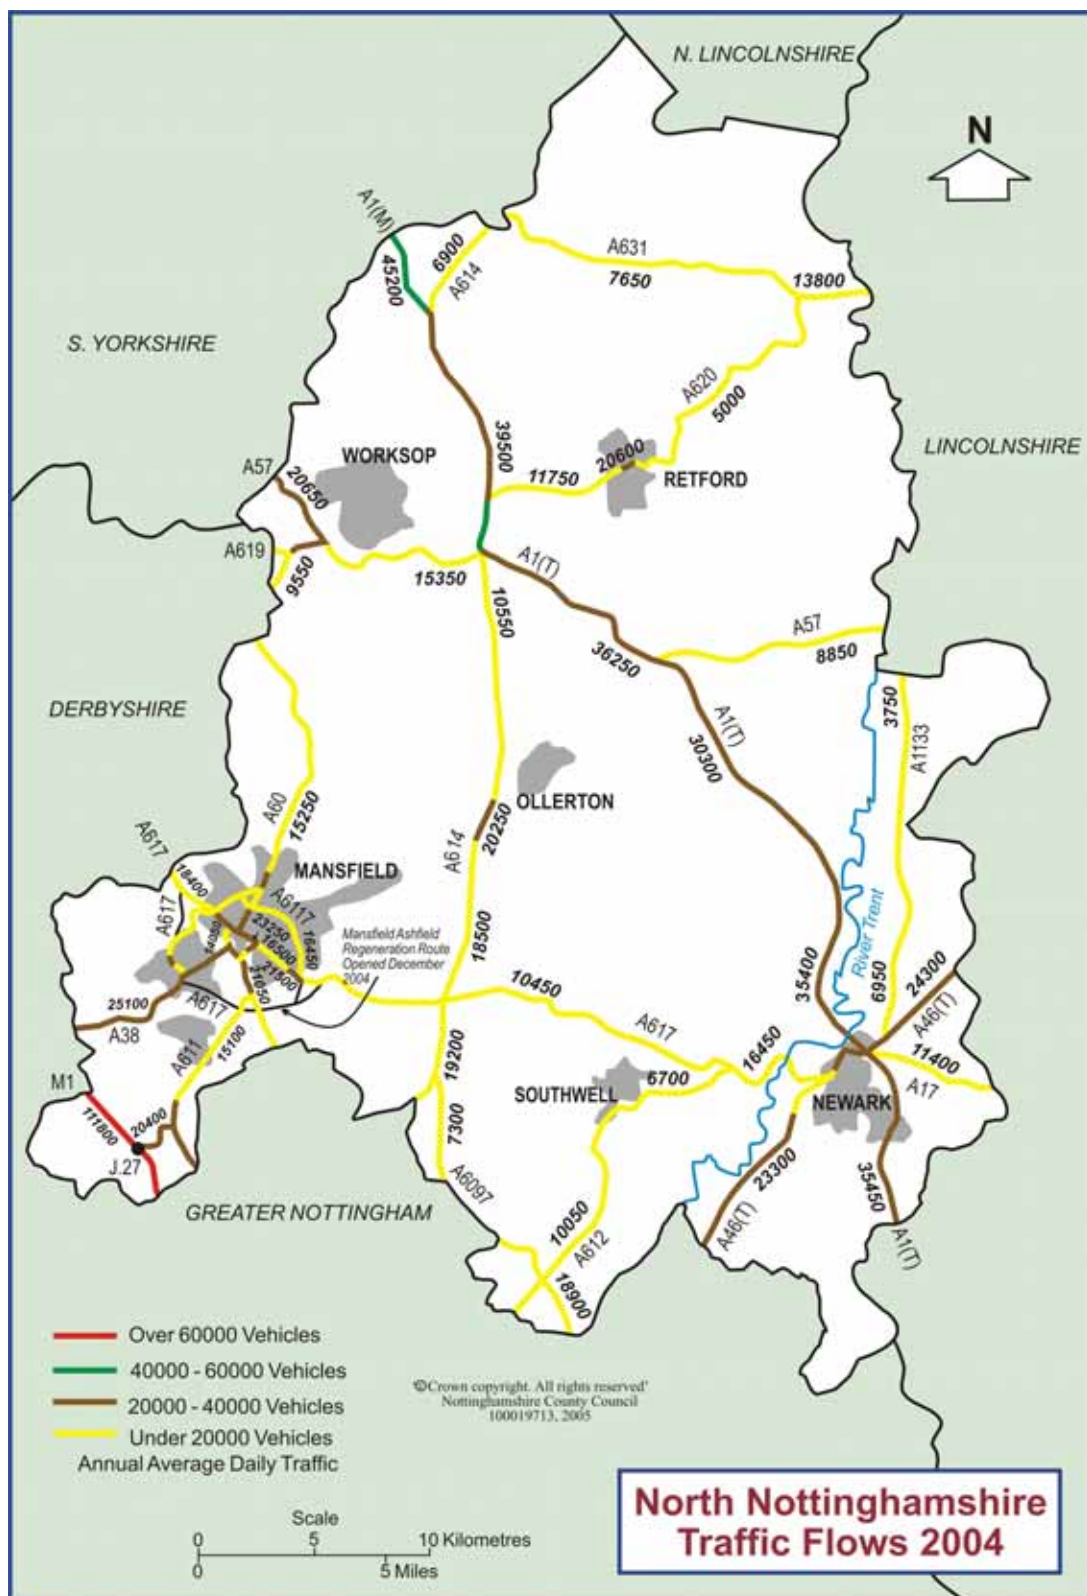 N. LINCOLNSHIRE
N
A1(M)
45200
6900
A614
A631
7650
13800
S. YORKSHIRE
A620
5000
LINCOLNSHIRE
WORKSOP
A57
20650
39500
11750
20600
RETFORD
A619
9550
15350
A1(T)
10550
36250
A57
8850
DERBYSHIRE
3750
A1133
A1(T)
30300
OLLERTON
20250
A60
15250
A617
18400
MANSFIELD
A614
A617
A6117
23250
16500
16450
21500
21050
Mansfield Ashfield
Regeneration Route
Opened December
2004
18500
River Trent
35400
6950
24300
A46(T)
25100
A38
A617
10450
A617
16450
11400
A17
A611
15100
M1
111800
20400
J.27
19200
7300
SOUTHWELL
6700
NEWARK
23300
A46(T)
35450
A1(T)
GREATER NOTTINGHAM
A6097
10050
A612
18900
Over 60000 Vehicles
40000 - 60000 Vehicles
20000 - 40000 Vehicles
Under 20000 Vehicles
Annual Average Daily Traffic
'©Crown copyright. All rights reserved'
Nottinghamshire County Council
100019713, 2005
Scale
0 5 10 Kilometres
0 5 Miles
North Nottinghamshire
Traffic Flows 2004